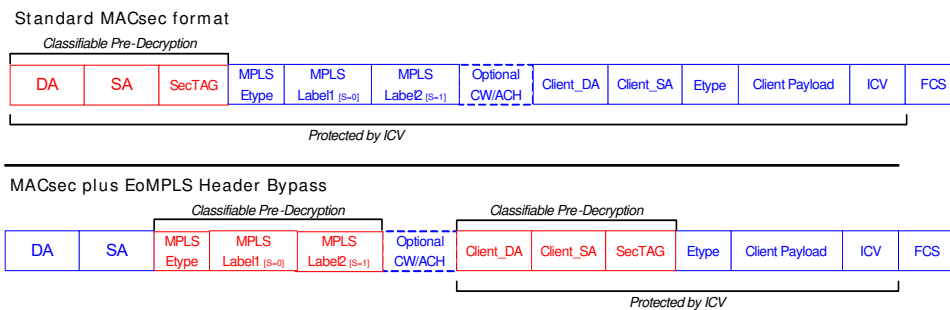 Standard MACsec format
Classifiable Pre-Decryption
DA SA SecTAG MPLS Etype MPLS Label1 [S=0] MPLS Label2 [S=1] Optional CW/ACH Client_DA Client_SA Etype Client Payload ICV FCS
Protected by ICV
MACsec plus EoMPLS Header Bypass
Classifiable Pre-Decryption Classifiable Pre-Decryption
DA SA MPLS Etype MPLS Label1 [S=0] MPLS Label2 [S=1] Optional CW/ACH Client_DA Client_SA SecTAG Etype Client Payload ICV FCS
Protected by ICV